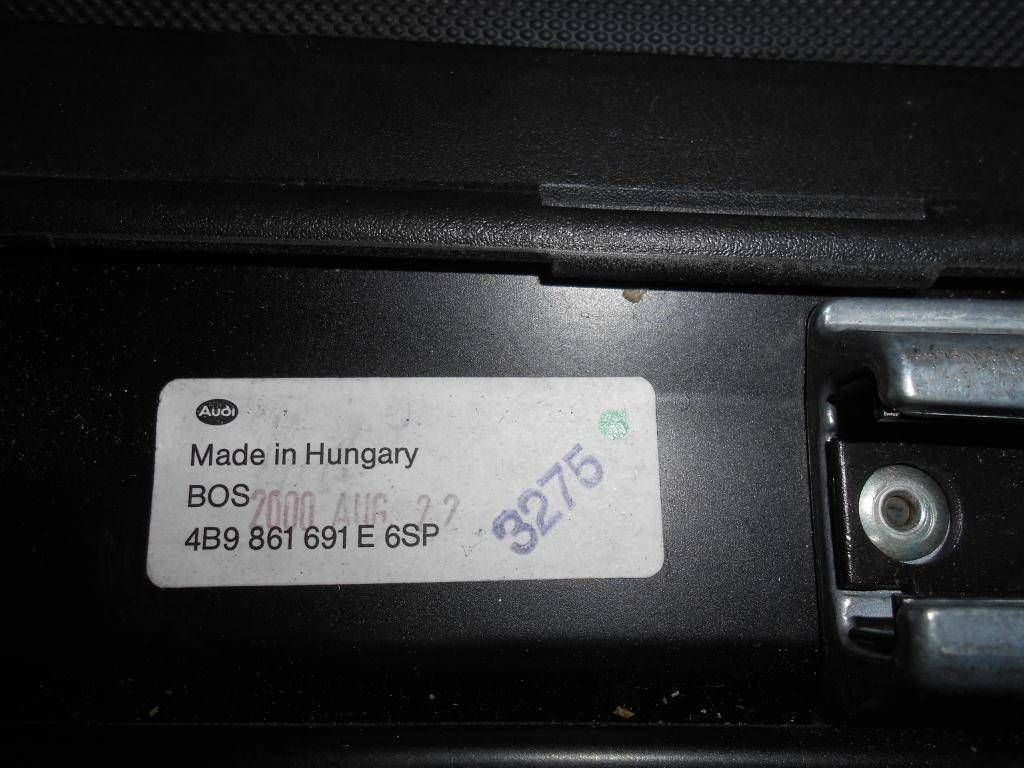 Audi
Made in Hungary
BOS
2000 AUG. 22
4B9 861 691 E 6SP
3275